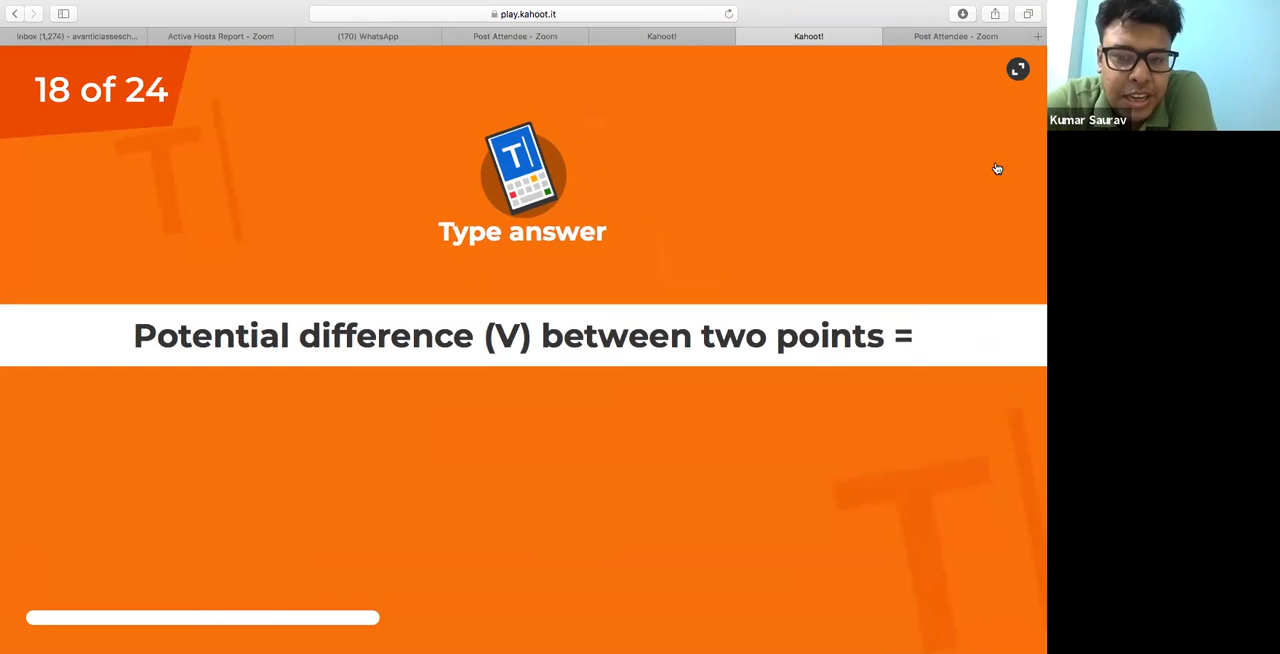 play.kahoot.it
Inbox (1,274) - avanticlassesch...
Active Hosts Report - Zoom
(170) WhatsApp
Post Attendee - Zoom
Kahoot!
Kahoot!
Post Attendee - Zoom
18 of 24
T
T
Type answer
Potential difference (V) between two points =
T
Kumar Saurav